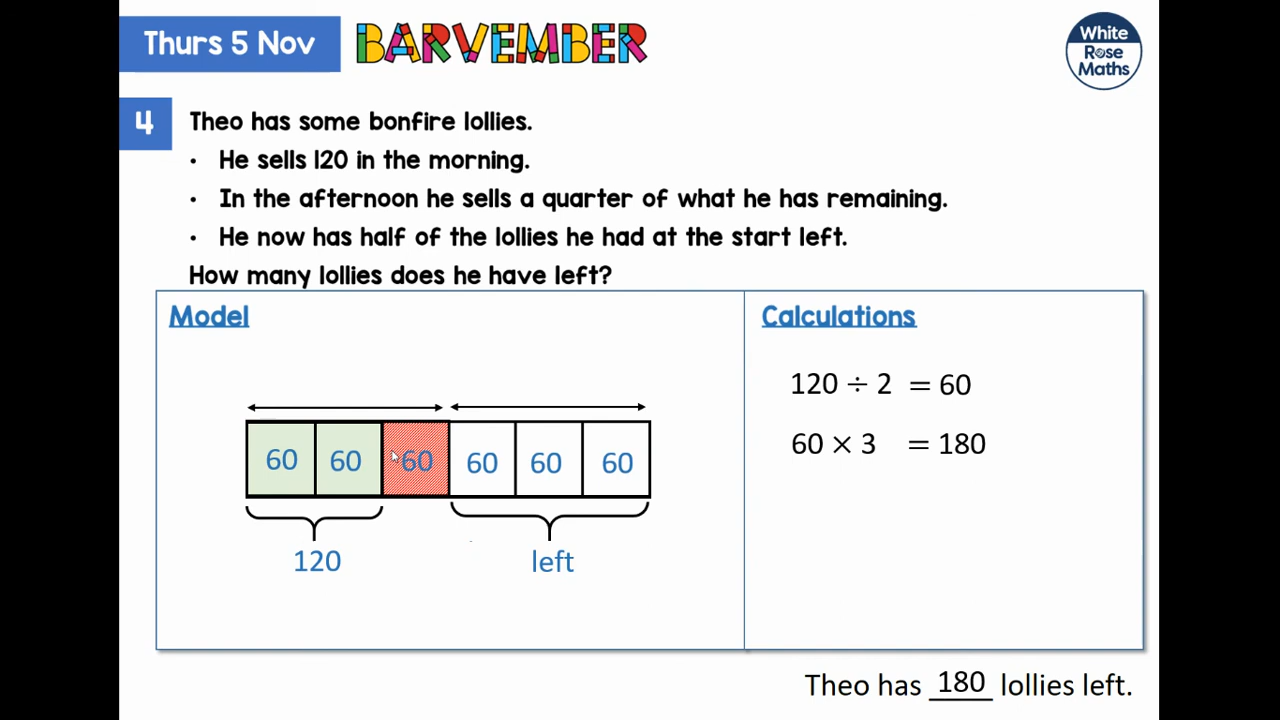 Thurs 5 Nov
BARVEMBER
White
Rose
Maths
4
Theo has some bonfire lollies.
• He sells 120 in the morning.
• In the afternoon he sells a quarter of what he has remaining.
• He now has half of the lollies he had at the start left.
How many lollies does he have left?
Model
60 60 60 60 60 60
120 left
Calculations
120 ÷ 2 = 60
60 × 3 = 180
Theo has 180 lollies left.